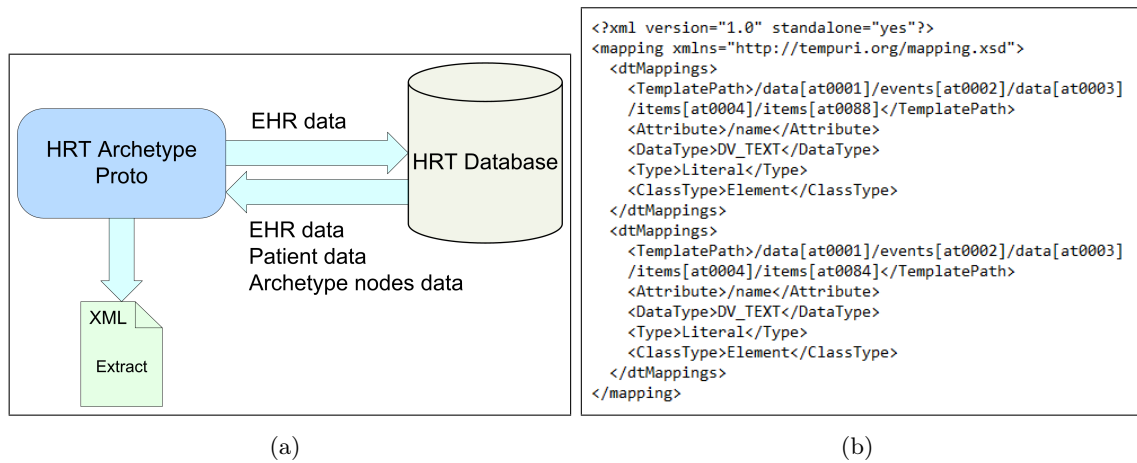 HRT Archetype
Proto
EHR data
HRT Database
EHR data
Patient data
Archetype nodes data
XML
Extract
(a)
<?xml version="1.0" standalone="yes"?>
<mapping xmlns="http://tempuri.org/mapping.xsd">
  <dtMappings>
    <TemplatePath>/data[at0001]/events[at0002]/data[at0003]
    /items[at0004]/items[at0088]</TemplatePath>
    <Attribute>/name</Attribute>
    <DataType>DV_TEXT</DataType>
    <Type>Literal</Type>
    <ClassType>Element</ClassType>
  </dtMappings>
  <dtMappings>
    <TemplatePath>/data[at0001]/events[at0002]/data[at0003]
    /items[at0004]/items[at0084]</TemplatePath>
    <Attribute>/name</Attribute>
    <DataType>DV_TEXT</DataType>
    <Type>Literal</Type>
    <ClassType>Element</ClassType>
  </dtMappings>
</mapping>
(b)